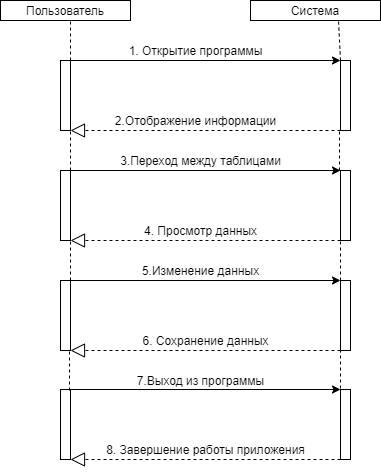 Пользователь
Система
1. Открытие программы
2.Отображение информации
3.Переход между таблицами
4. Просмотр данных
5.Изменение данных
6. Сохранение данных
7.Выход из программы
8. Завершение работы приложения